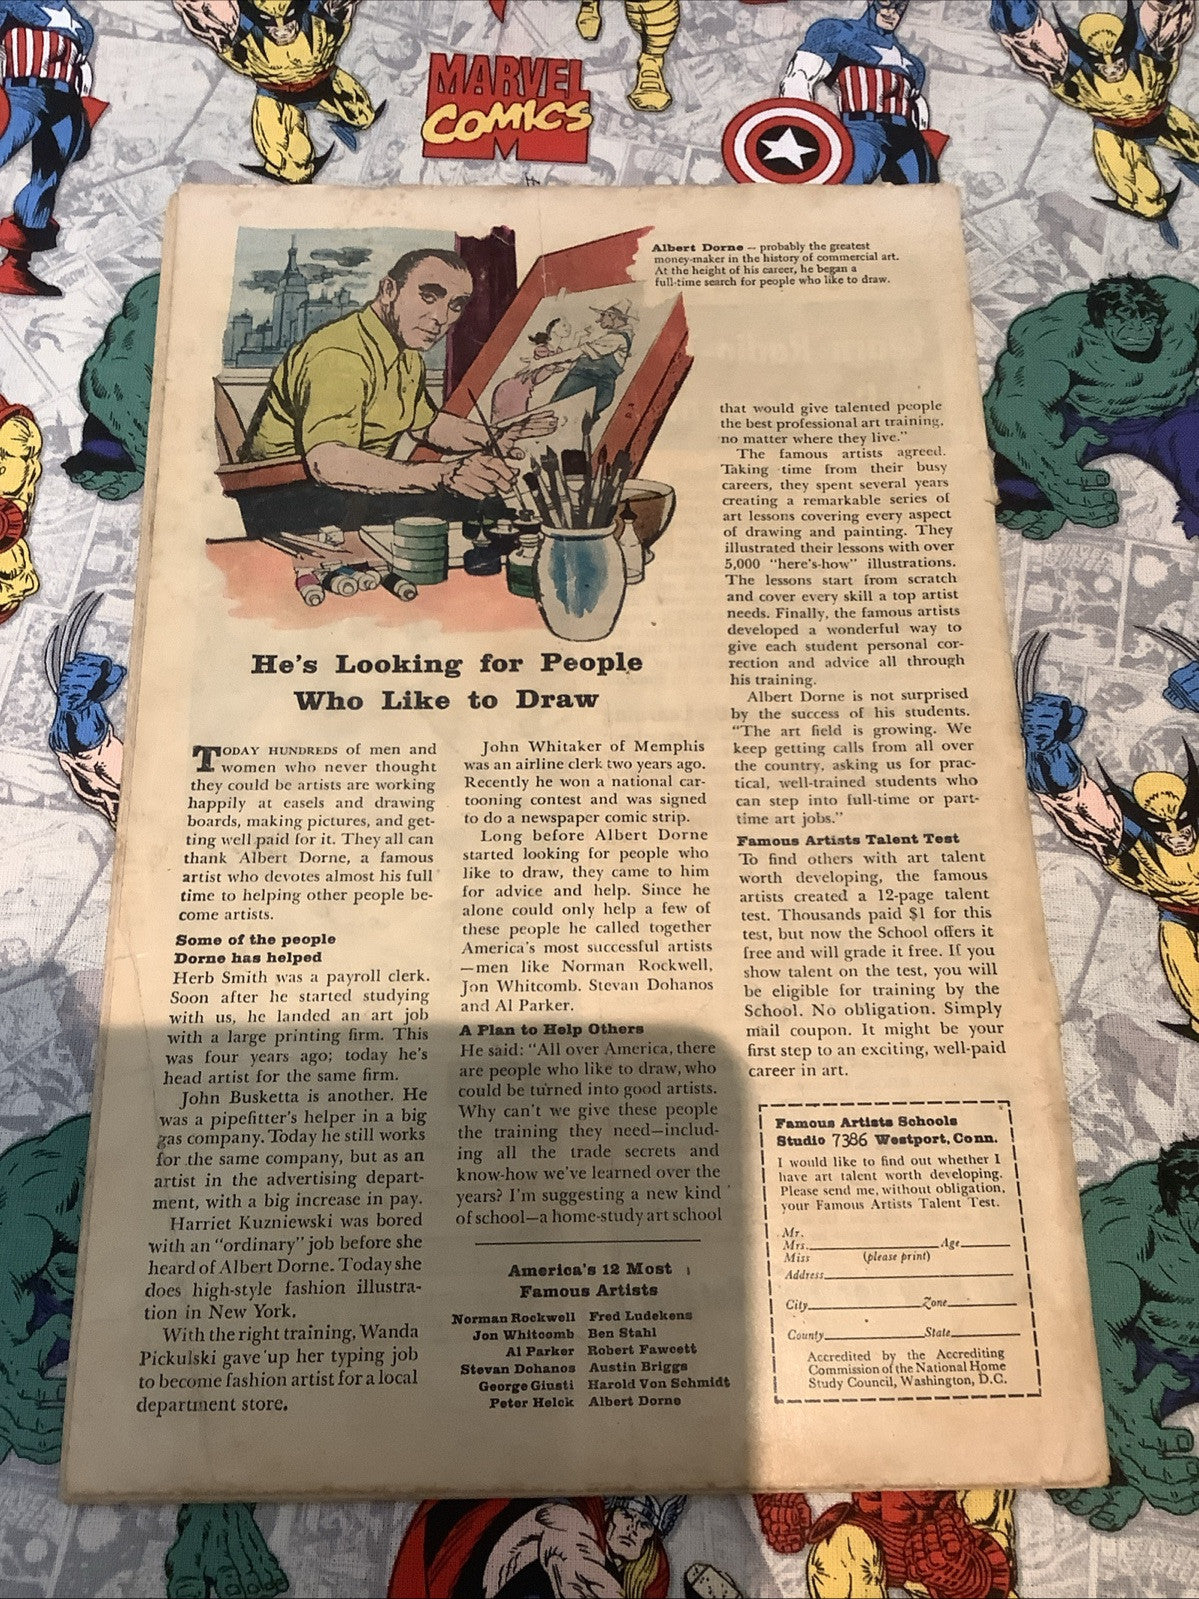 MARVEL
COMICS
Albert Dorne — probably the greatest
money-maker in the history of commercial art.
At the height of his career, he began a
full-time search for people who like to draw.
He's Looking for People
Who Like to Draw
TODAY HUNDREDS of men and
women who never thought
they could be artists are working
happily at easels and drawing
boards, making pictures, and get-
ting well paid for it. They all can
thank Albert Dorne, a famous
artist who devotes almost his full
time to helping other people be-
come artists.
Some of the people
Dorne has helped
Herb Smith was a payroll clerk.
Soon after he started studying
with us, he landed an art job
with a large printing firm. This
was four years ago; today he's
head artist for the same firm.
John Busketta is another. He
was a pipefitter's helper in a big
gas company. Today he still works
for the same company, but as an
artist in the advertising depart-
ment, with a big increase in pay.
Harriet Kuzniewski was bored
with an "ordinary" job before she
heard of Albert Dorne. Today she
does high-style fashion illustra-
tion in New York.
With the right training, Wanda
Pickulski gave up her typing job
to become fashion artist for a local
department store.
John Whitaker of Memphis
was an airline clerk two years ago.
Recently he won a national car-
tooning contest and was signed
to do a newspaper comic strip.
Long before Albert Dorne
started looking for people who
like to draw, they came to him
for advice and help. Since he
alone could only help a few of
these people he called together
America's most successful artists
—men like Norman Rockwell,
Jon Whitcomb. Stevan Dohanos
and Al Parker.
A Plan to Help Others
He said: "All over America, there
are people who like to draw, who
could be turned into good artists.
Why can't we give these people
the training they need—includ-
ing all the trade secrets and
know-how we've learned over the
years? I'm suggesting a new kind
of school—a home-study art school
America's 12 Most
Famous Artists
Norman Rockwell Fred Ludekens
Jon Whitcomb Ben Stahl
Al Parker Robert Fawcett
Stevan Dohanos Austin Briggs
George Giusti Harold Von Schmidt
Peter Helck Albert Dorne
that would give talented people
the best professional art training,
no matter where they live."
The famous artists agreed.
Taking time from their busy
careers, they spent several years
creating a remarkable series of
art lessons covering every aspect
of drawing and painting. They
illustrated their lessons with over
5,000 "here's-how" illustrations.
The lessons start from scratch
and cover every skill a top artist
needs. Finally, the famous artists
developed a wonderful way to
give each student personal cor-
rection and advice all through
his training.
Albert Dorne is not surprised
by the success of his students.
"The art field is growing. We
keep getting calls from all over
the country, asking us for prac-
tical, well-trained students who
can step into full-time or part-
time art jobs."
Famous Artists Talent Test
To find others with art talent
worth developing, the famous
artists created a 12-page talent
test. Thousands paid $1 for this
test, but now the School offers it
free and will grade it free. If you
show talent on the test, you will
be eligible for training by the
School. No obligation. Simply
mail coupon. It might be your
first step to an exciting, well-paid
career in art.
Famous Artists Schools
Studio 7386 Westport, Conn.
I would like to find out whether I
have art talent worth developing.
Please send me, without obligation,
your Famous Artists Talent Test.
Mr.
Mrs. Age
Miss (please print)
Address
City Zone
County State
Accredited by the Accrediting
Commission of the National Home
Study Council, Washington, D.C.